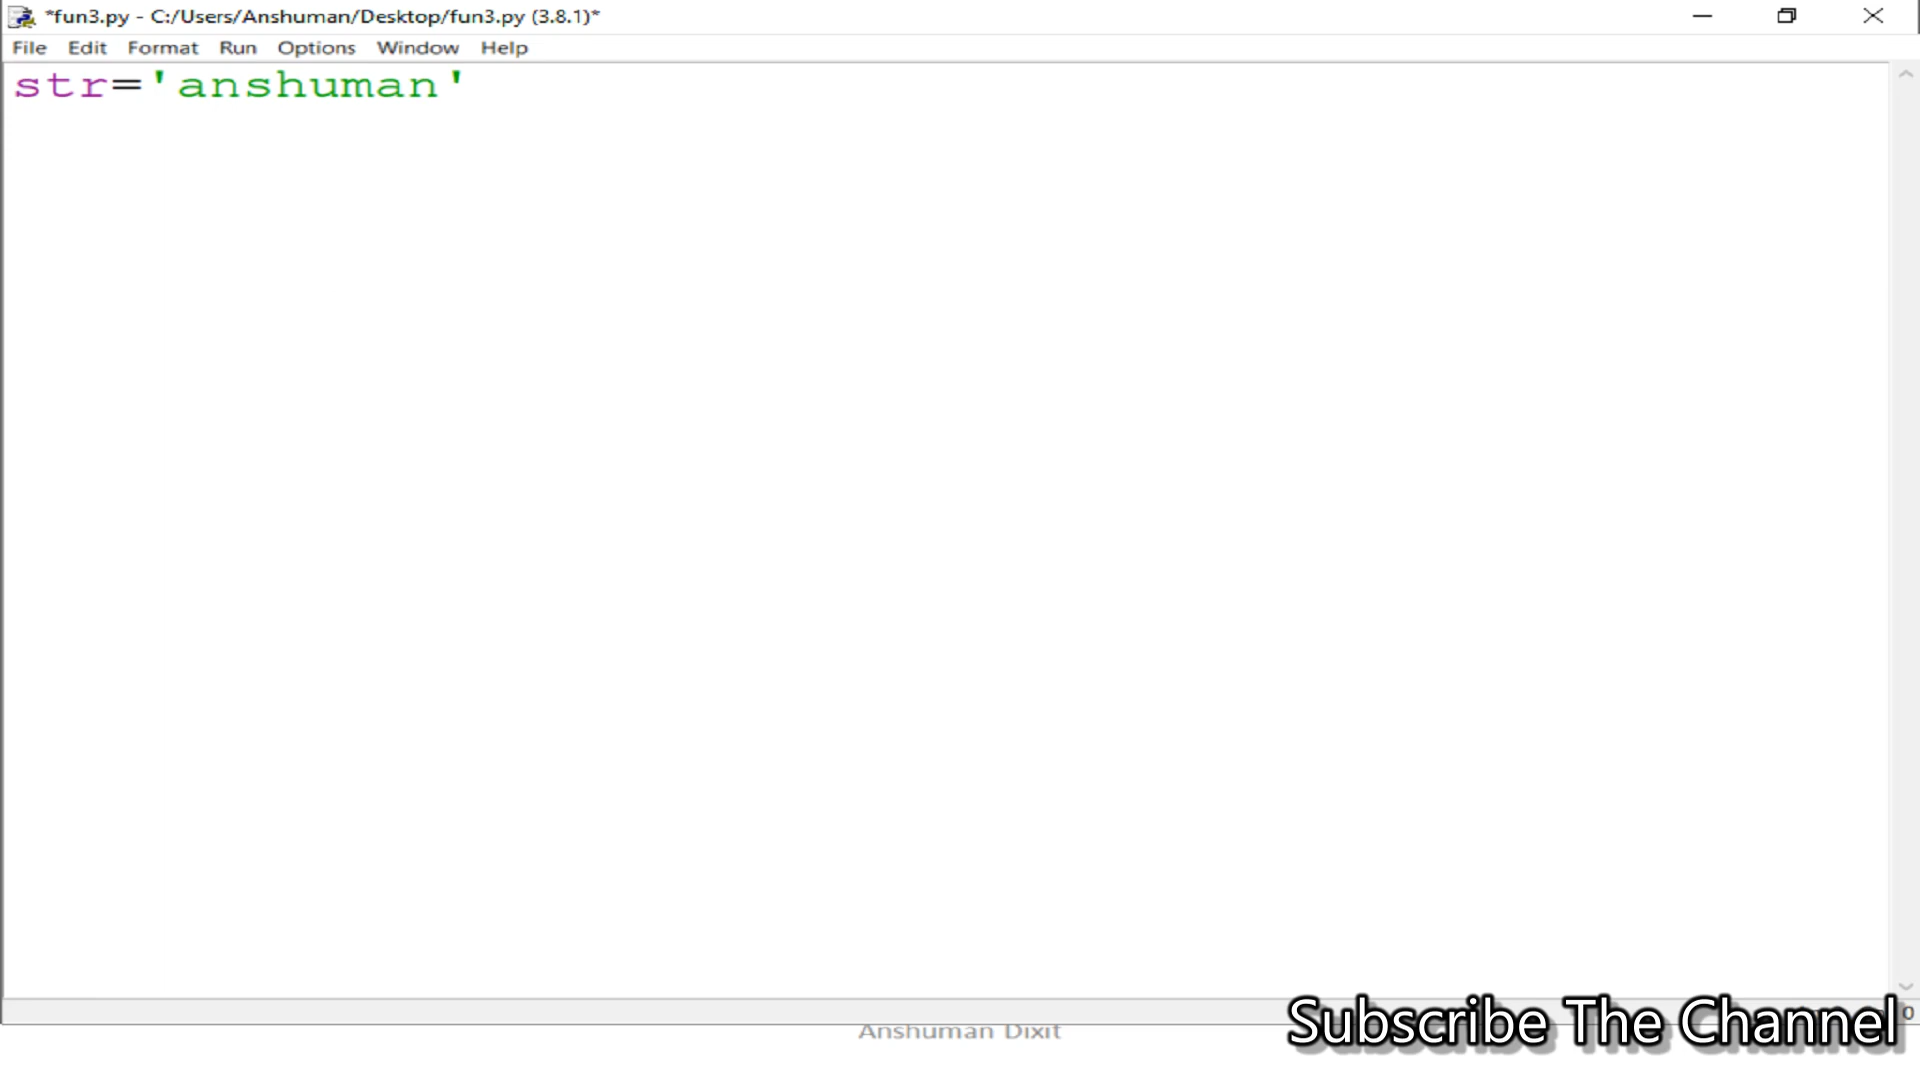 *fun3.py - C:/Users/Anshuman/Desktop/fun3.py (3.8.1)*
File Edit Format Run Options Window Help
str='anshuman'
Subscribe The Channel
0
Anshuman Dixit